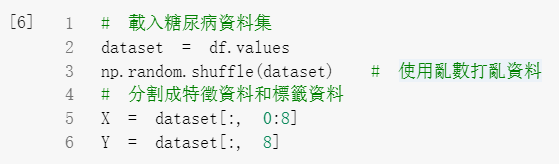 [6] 1 # 載入糖尿病資料集
2 dataset = df.values
3 np.random.shuffle(dataset) # 使用亂數打亂資料
4 # 分割成特徵資料和標籤資料
5 X = dataset[:, 0:8]
6 Y = dataset[:, 8]